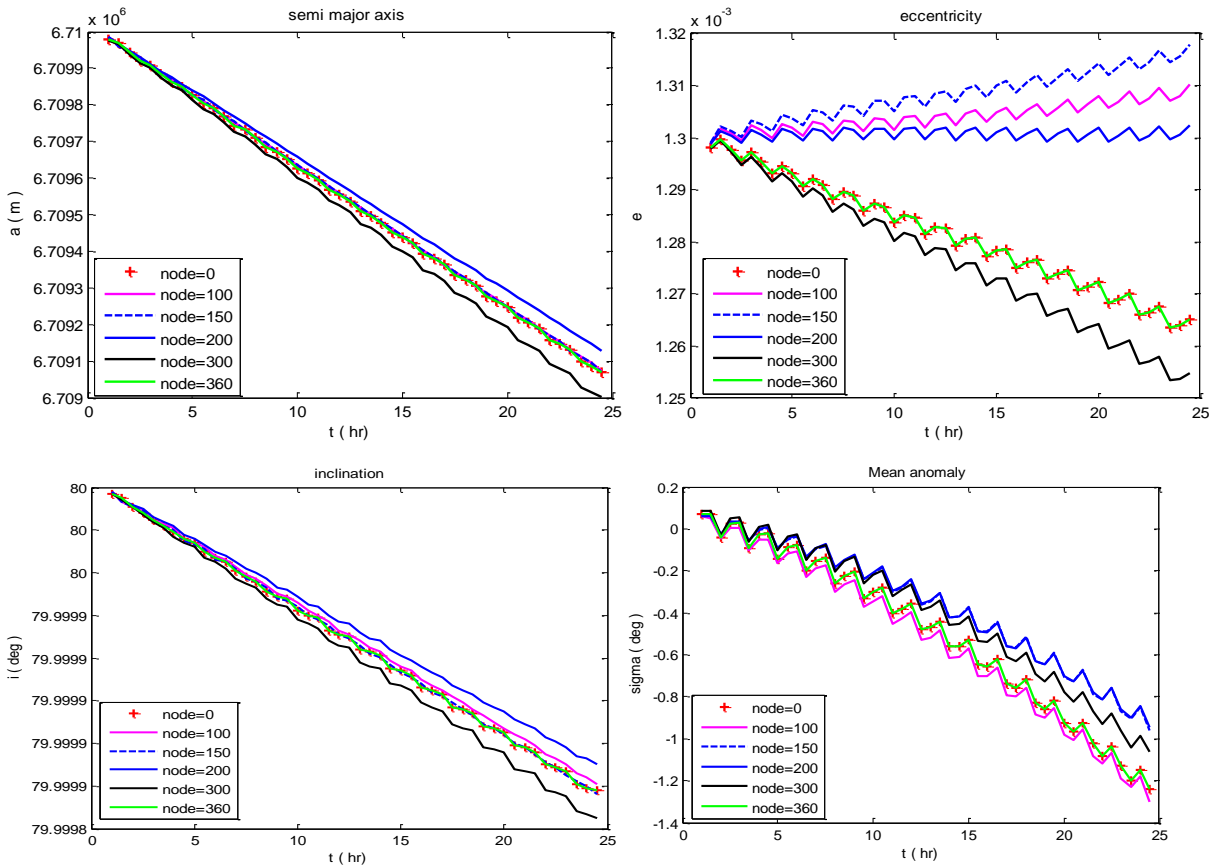 semi major axis
x 10^6
6.71
6.7099
6.7098
6.7097
6.7096
6.7095
6.7094
6.7093
6.7092
6.7091
6.709
a ( m )
node=0
node=100
node=150
node=200
node=300
node=360
0 5 10 15 20 25
t ( hr)
eccentricity
x 10^-3
1.32
1.31
1.3
1.29
1.28
1.27
1.26
1.25
e
node=0
node=100
node=150
node=200
node=300
node=360
0 5 10 15 20 25
t ( hr)
inclination
80
80
80
79.9999
79.9999
79.9999
79.9999
79.9999
79.9998
i ( deg)
node=0
node=100
node=150
node=200
node=300
node=360
0 5 10 15 20 25
t ( hr)
Mean anomaly
0.2
0
-0.2
-0.4
-0.6
-0.8
-1
-1.2
-1.4
sigma ( deg)
node=0
node=100
node=150
node=200
node=300
node=360
0 5 10 15 20 25
t ( hr)